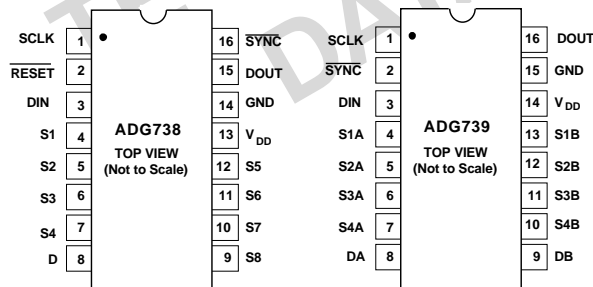 SCLK 1 16 SYNC
RESET 2 15 DOUT
DIN 3 14 GND
S1 4 13 VDD
S2 5 12 S5
S3 6 11 S6
S4 7 10 S7
D 8 9 S8
ADG738
TOP VIEW
(Not to Scale)
SCLK 1 16 DOUT
SYNC 2 15 GND
DIN 3 14 VDD
S1A 4 13 S1B
S2A 5 12 S2B
S3A 6 11 S3B
S4A 7 10 S4B
DA 8 9 DB
ADG739
TOP VIEW
(Not to Scale)